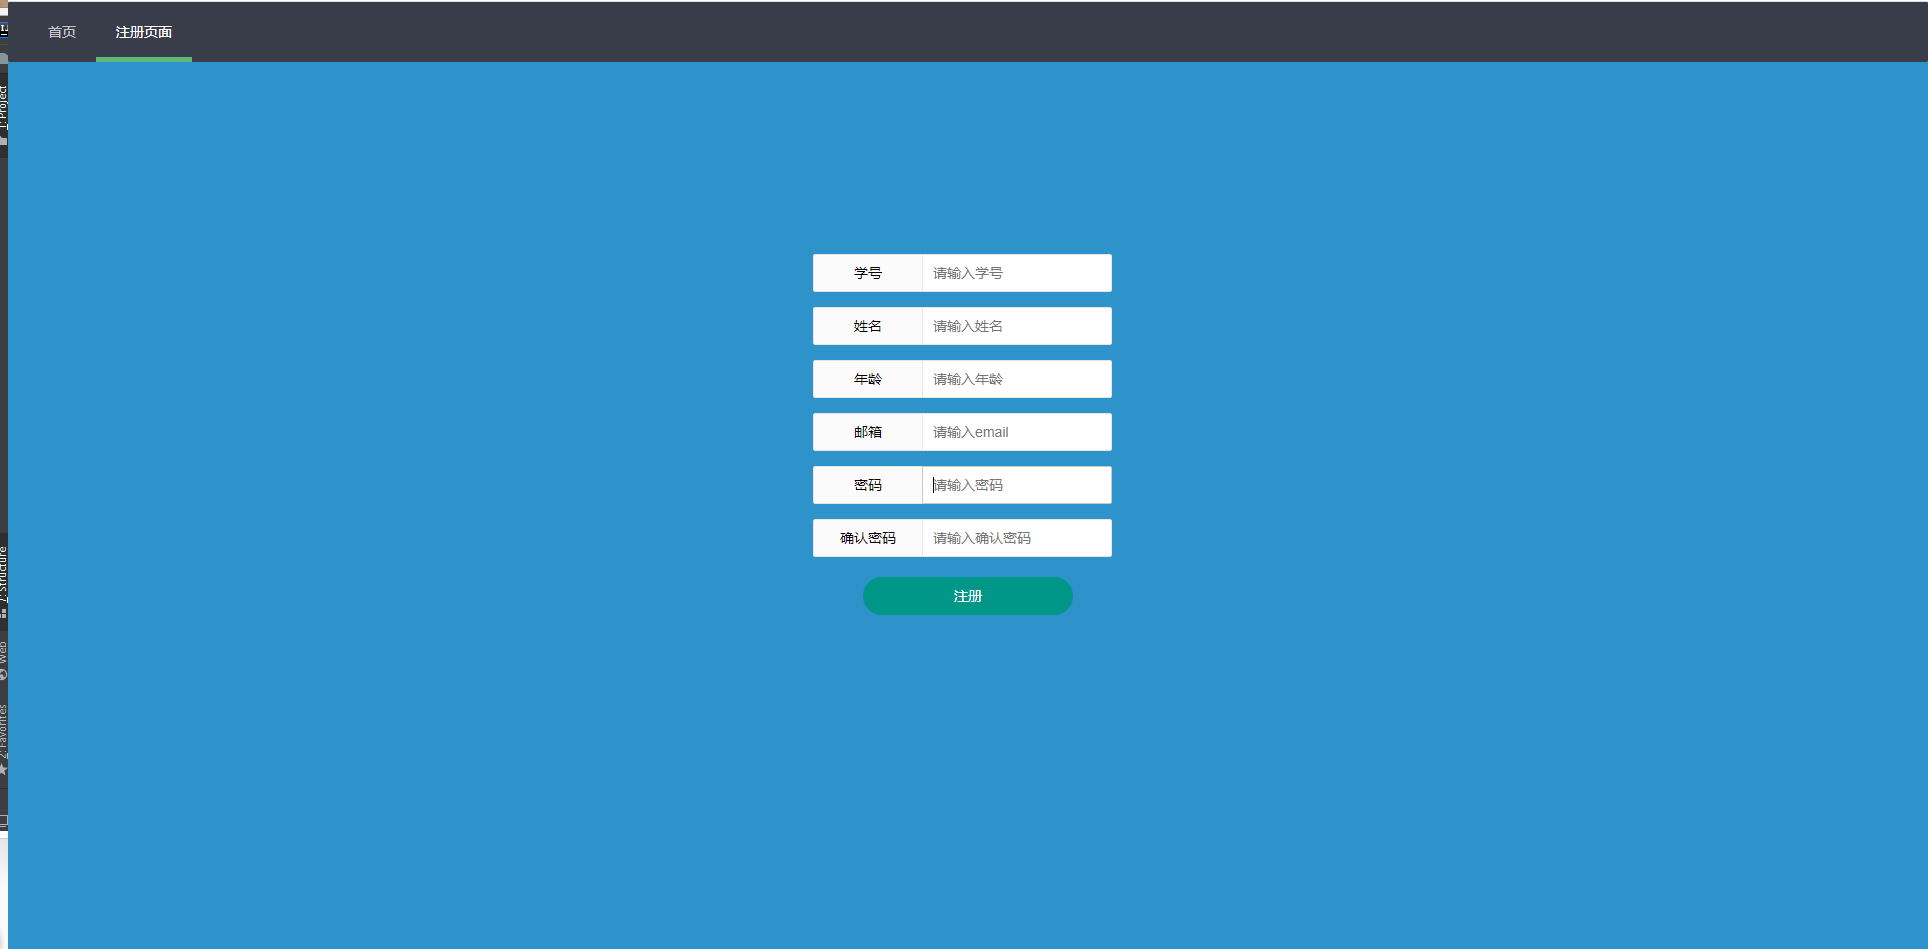 首页 注册页面
1: Project
学号 请输入学号
姓名 请输入姓名
年龄 请输入年龄
邮箱 请输入email
密码 请输入密码
确认密码 请输入确认密码
注册
7: Structure
Web
2: Favorites